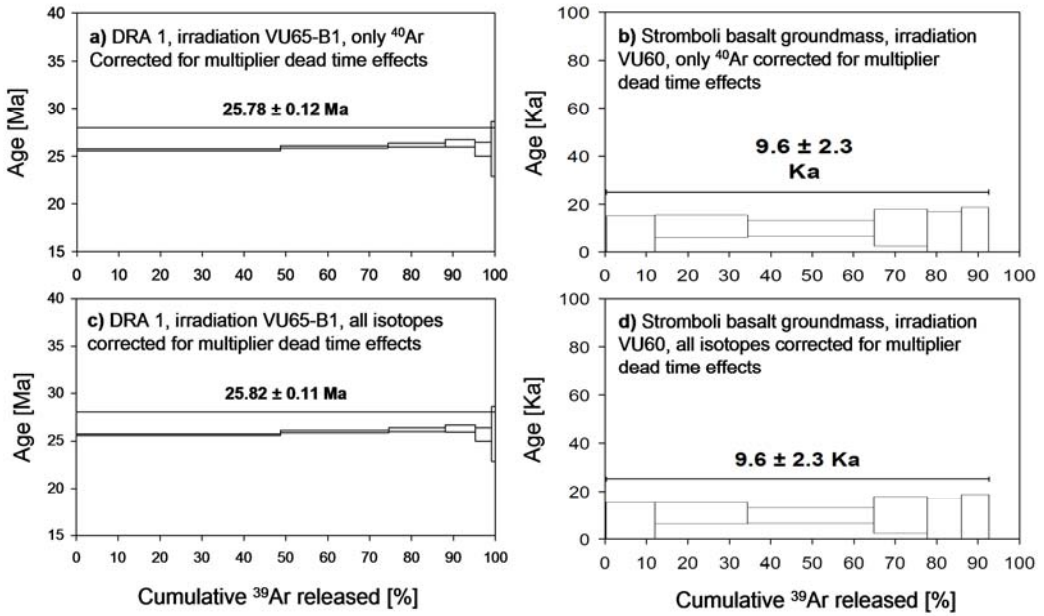 a) DRA 1, irradiation VU65-B1, only ⁴⁰Ar
Corrected for multiplier dead time effects
25.78 ± 0.12 Ma
Age [Ma]
40
35
30
25
20
15
0 10 20 30 40 50 60 70 80 90 100
b) Stromboli basalt groundmass, irradiation
VU60, only ⁴⁰Ar corrected for multiplier
dead time effects
9.6 ± 2.3
Ka
Age [Ka]
100
80
60
40
20
0
0 10 20 30 40 50 60 70 80 90 100
c) DRA 1, irradiation VU65-B1, all isotopes
corrected for multiplier dead time effects
25.82 ± 0.11 Ma
Age [Ma]
40
35
30
25
20
15
0 10 20 30 40 50 60 70 80 90 100
Cumulative ³⁹Ar released [%]
d) Stromboli basalt groundmass, irradiation
VU60, all isotopes corrected for multiplier
dead time effects
9.6 ± 2.3 Ka
Age [Ka]
100
80
60
40
20
0
0 10 20 30 40 50 60 70 80 90 100
Cumulative ³⁹Ar released [%]